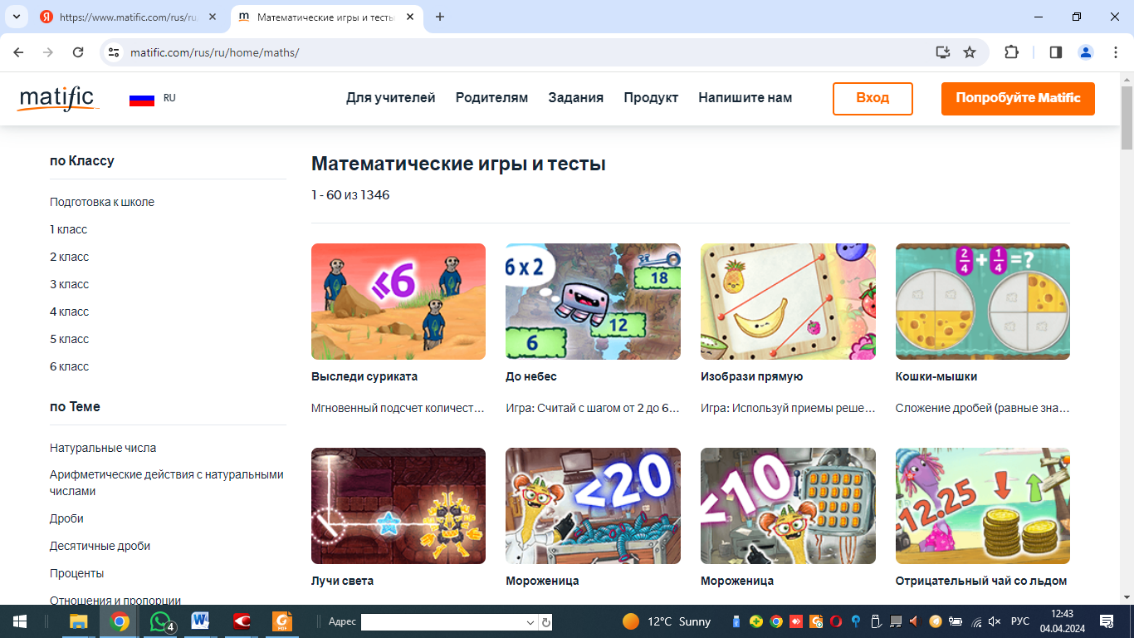 https://www.matific.com/rus/ru
Математические игры и тесты
matific.com/rus/ru/home/maths/
matific
RU
Для учителей
Родителям
Задания
Продукт
Напишите нам
Вход
Попробуйте Matific
по Классу
Подготовка к школе
1 класс
2 класс
3 класс
4 класс
5 класс
6 класс
по Теме
Натуральные числа
Арифметические действия с натуральными
числами
Дроби
Десятичные дроби
Проценты
Отношения и пропорции
Математические игры и тесты
1 - 60 из 1346
≤6
6 x 2
18
12
6
2/4 + 1/4 = ?
Выследи суриката
До небес
Изобрази прямую
Кошки-мышки
Мгновенный подсчет количест...
Игра: Считай с шагом от 2 до 6...
Игра: Используй приемы реше...
Сложение дробей (равные зна...
<20
<10
-12.25
Лучи света
Мороженица
Мороженица
Отрицательный чай со льдом
4
Адрес
12°C Sunny
РУС
12:43
04.04.2024